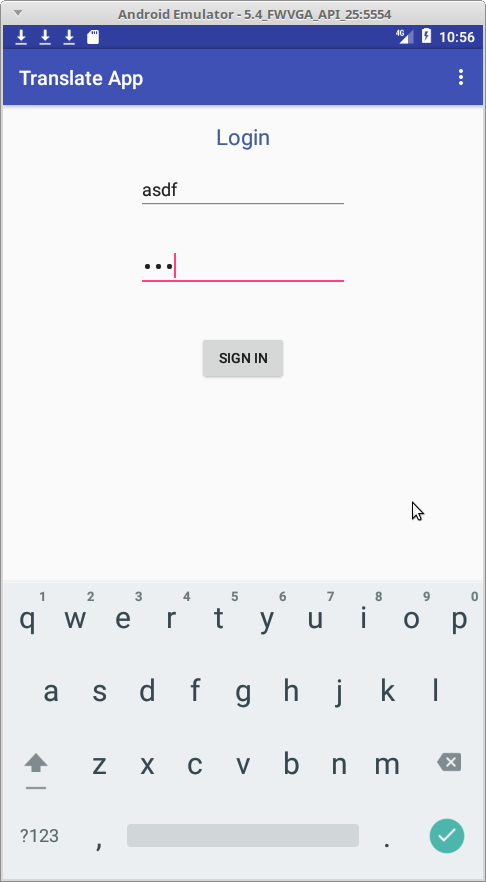 Android Emulator - 5.4_FWVGA_API_25:5554
4G 10:56
Translate App
Login
asdf
•••
SIGN IN
1 2 3 4 5 6 7 8 9 0
q w e r t y u i o p
a s d f g h j k l
z x c v b n m
?123 , .